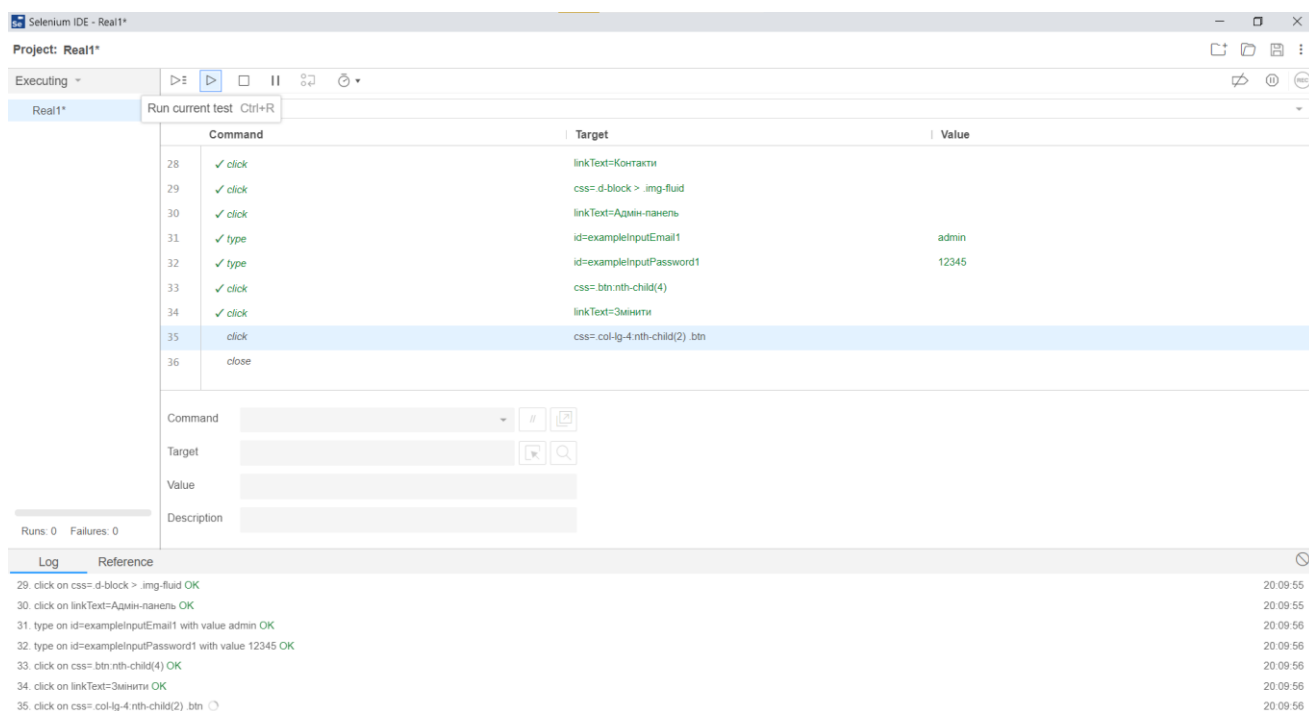 Se Selenium IDE - Real1*
Project: Real1*
Executing
Real1*
Run current test Ctrl+R
REC
Command Target Value
28 ✓ click linkText=Контакти
29 ✓ click css=.d-block > .img-fluid
30 ✓ click linkText=Адмін-панель
31 ✓ type id=exampleInputEmail1 admin
32 ✓ type id=exampleInputPassword1 12345
33 ✓ click css=.btn:nth-child(4)
34 ✓ click linkText=Змінити
35 click css=.col-lg-4:nth-child(2) .btn
36 close
Command //
Target
Value
Description
Runs: 0 Failures: 0
Log Reference
29. click on css=.d-block > .img-fluid OK 20:09:55
30. click on linkText=Адмін-панель OK 20:09:55
31. type on id=exampleInputEmail1 with value admin OK 20:09:56
32. type on id=exampleInputPassword1 with value 12345 OK 20:09:56
33. click on css=.btn:nth-child(4) OK 20:09:56
34. click on linkText=Змінити OK 20:09:56
35. click on css=.col-lg-4:nth-child(2) .btn 20:09:56